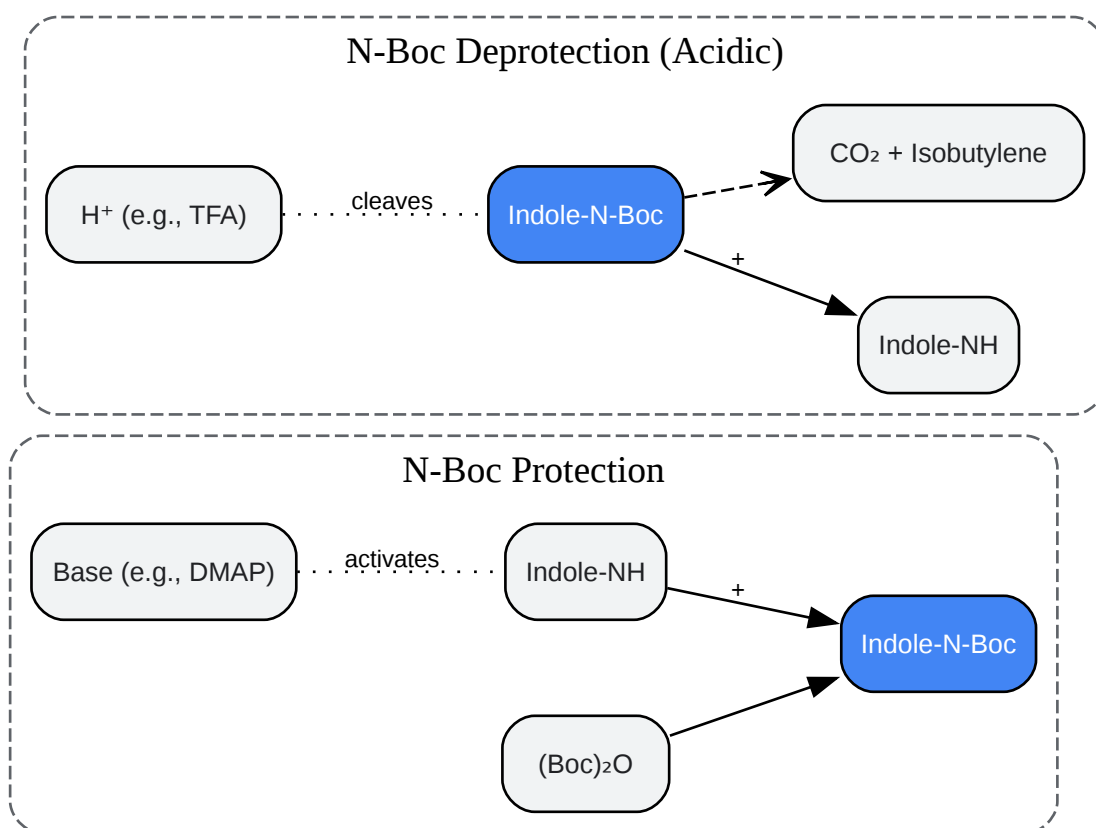 N-Boc Deprotection (Acidic)
CO₂ + Isobutylene
H⁺ (e.g., TFA)
cleaves
Indole-N-Boc
+
Indole-NH
N-Boc Protection
Base (e.g., DMAP)
activates
Indole-NH
+
Indole-N-Boc
(Boc)₂O